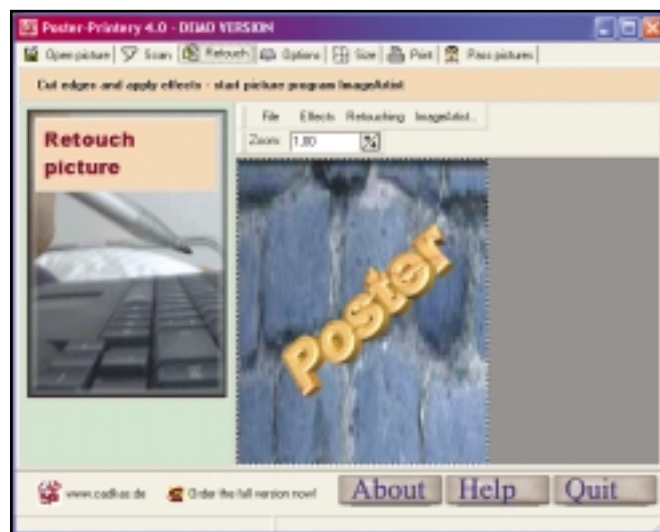 Poster-Printery 4.0 - DEMO VERSION
Open picture Scan Retouch Options Size Print Pass pictures
Cut edges and apply effects - start picture program ImageArtist
File Effects Retouching ImageArtist...
Retouch
picture
Zoom: 1,00
Poster
www.cadkas.de Order the full version now! About Help Quit